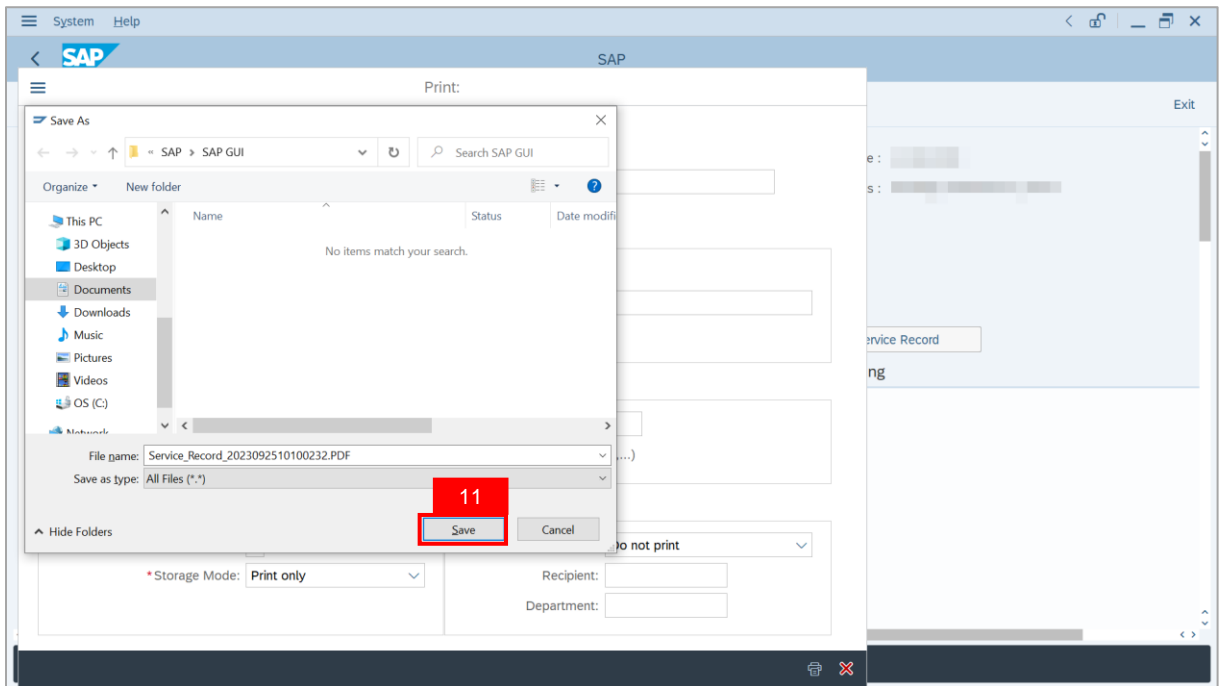 System Help
SAP
SAP
Print:
Exit
Save As
« SAP > SAP GUI
Search SAP GUI
e :
s :
Organize
New folder
This PC
3D Objects
Desktop
Documents
Downloads
Music
Pictures
Videos
OS (C:)
Network
Name
Status
Date modifi
No items match your search.
ervice Record
ng
File name: Service_Record_2023092510100232.PDF
,...)
Save as type: All Files (*.*)
11
Hide Folders
Save
Cancel
Do not print
*Storage Mode: Print only
Recipient:
Department: